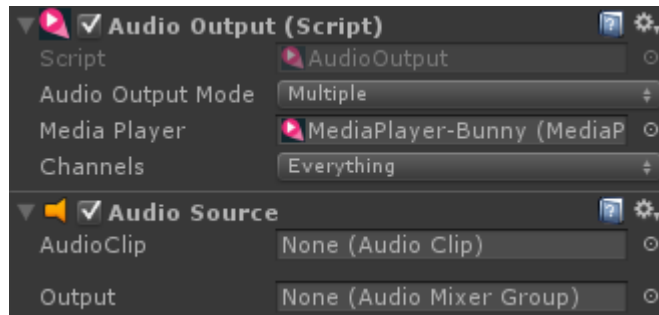 Audio Output (Script)
Script AudioOutput
Audio Output Mode Multiple
Media Player MediaPlayer-Bunny (MediaP
Channels Everything
Audio Source
AudioClip None (Audio Clip)
Output None (Audio Mixer Group)